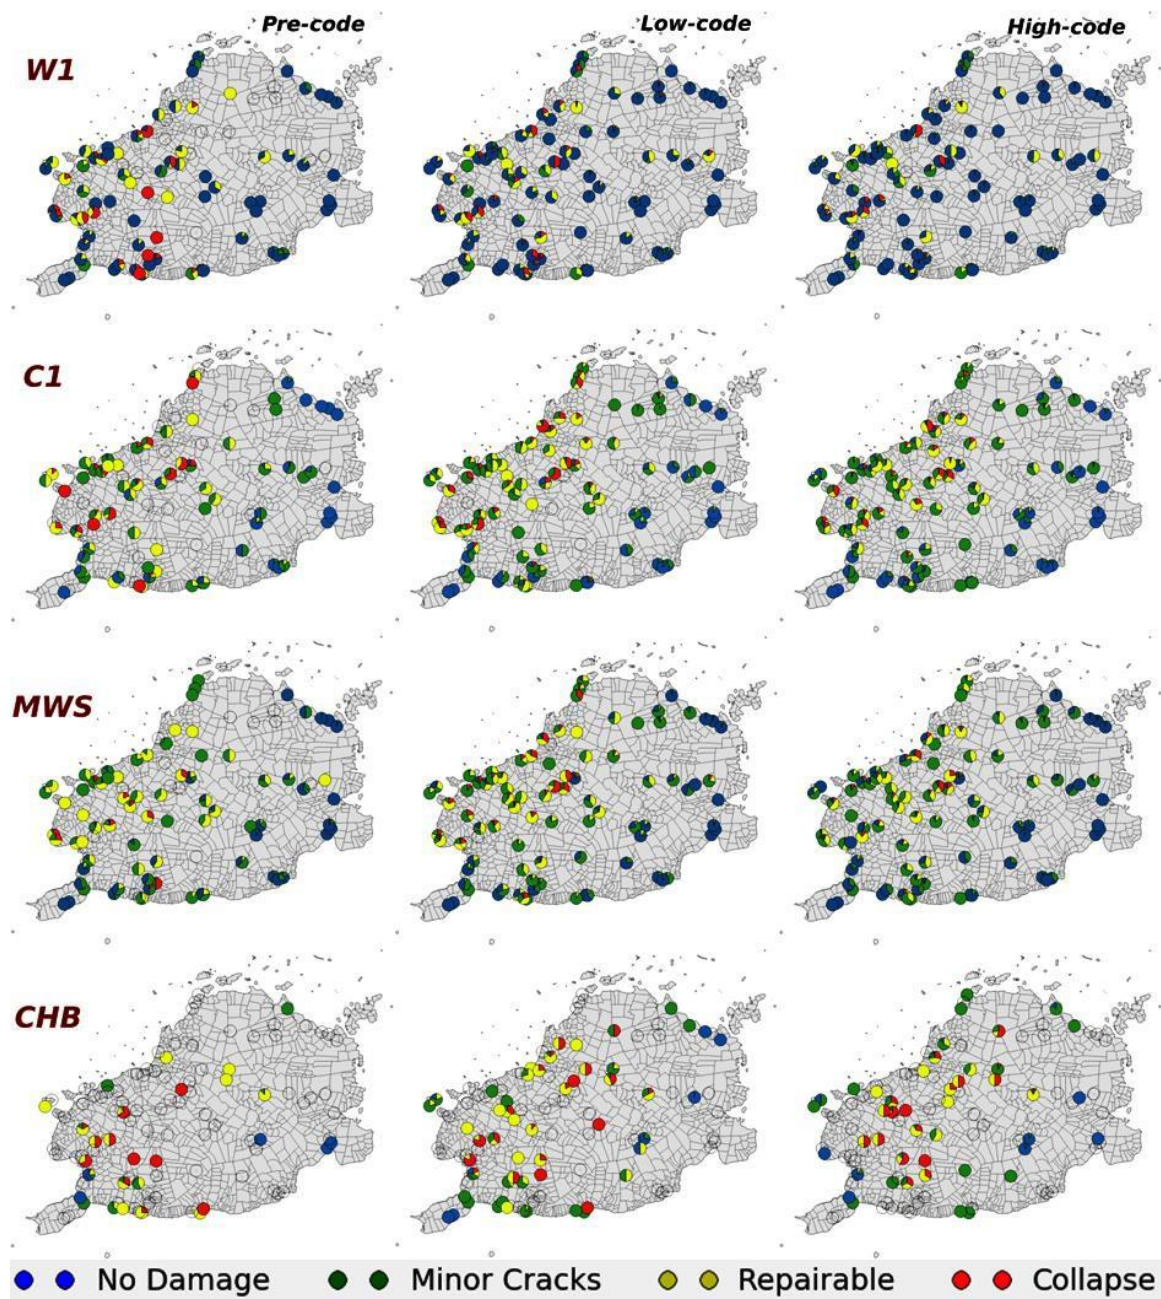 Pre-code Low-code High-code
W1
C1
MWS
CHB
No Damage Minor Cracks Repairable Collapse